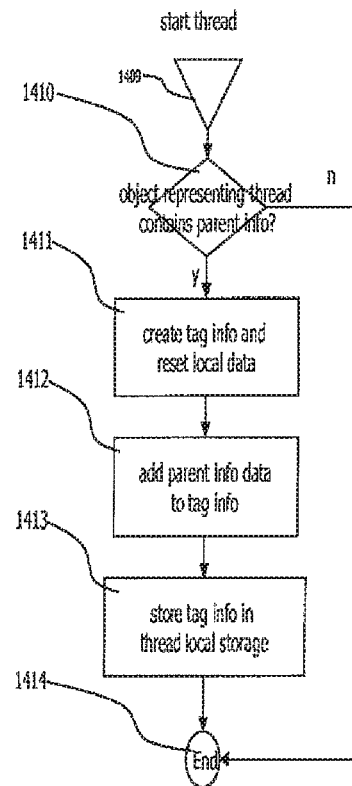 start thread
1409
1410
object representing thread
contains parent info?
n
y
1411
create tag info and
reset local data
1412
add parent info data
to tag info
1413
store tag info in
thread local storage
1414
End